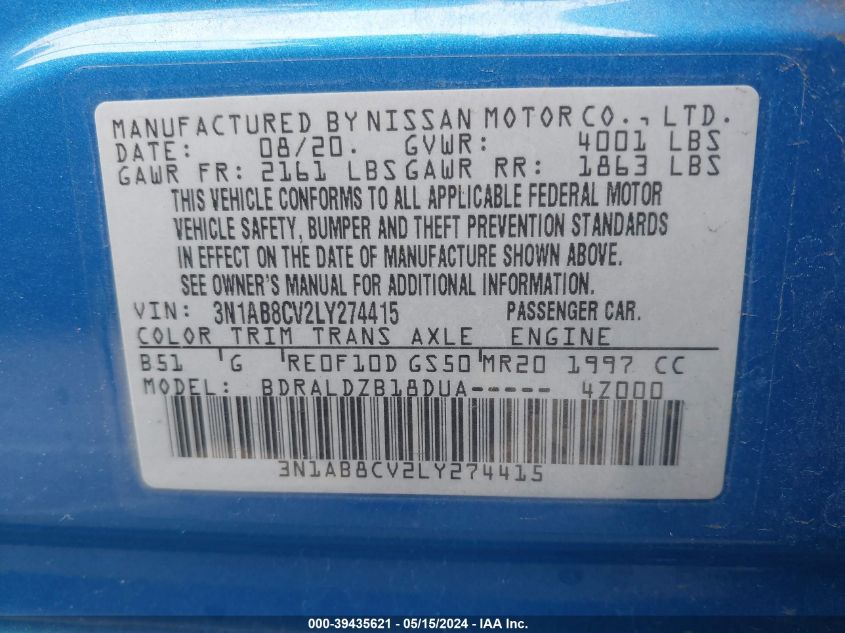 MANUFACTURED BY NISSAN MOTOR CO., LTD.
DATE: 08/20. GVWR: 4001 LBS
GAWR FR: 2161 LBS GAWR RR: 1863 LBS
THIS VEHICLE CONFORMS TO ALL APPLICABLE FEDERAL MOTOR
VEHICLE SAFETY, BUMPER AND THEFT PREVENTION STANDARDS
IN EFFECT ON THE DATE OF MANUFACTURE SHOWN ABOVE.
SEE OWNER'S MANUAL FOR ADDITIONAL INFORMATION.
VIN: 3N1AB8CV2LY274415 PASSENGER CAR.
COLOR TRIM TRANS AXLE ENGINE
B51 'G 'RE0F10D GS50'MR20 1997 CC
MODEL: BDRALDZB18DUA----- 4Z000
3N1AB8CV2LY274415
000-39435621 - 05/15/2024 - IAA Inc.